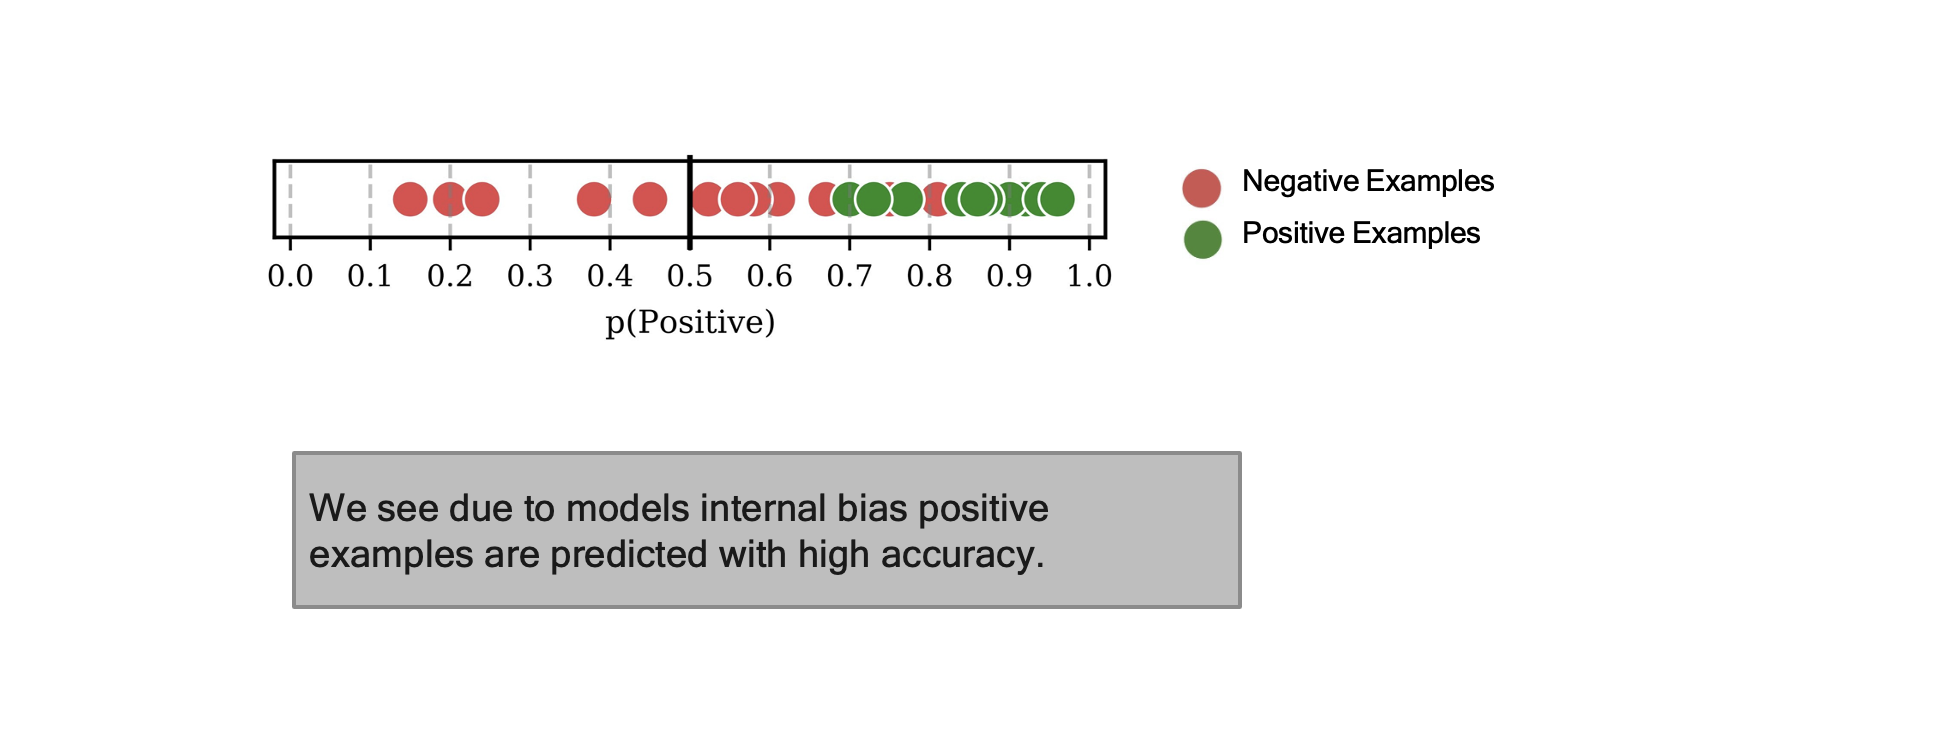 Negative Examples
Positive Examples
0.0 0.1 0.2 0.3 0.4 0.5 0.6 0.7 0.8 0.9 1.0
p(Positive)
We see due to models internal bias positive
examples are predicted with high accuracy.